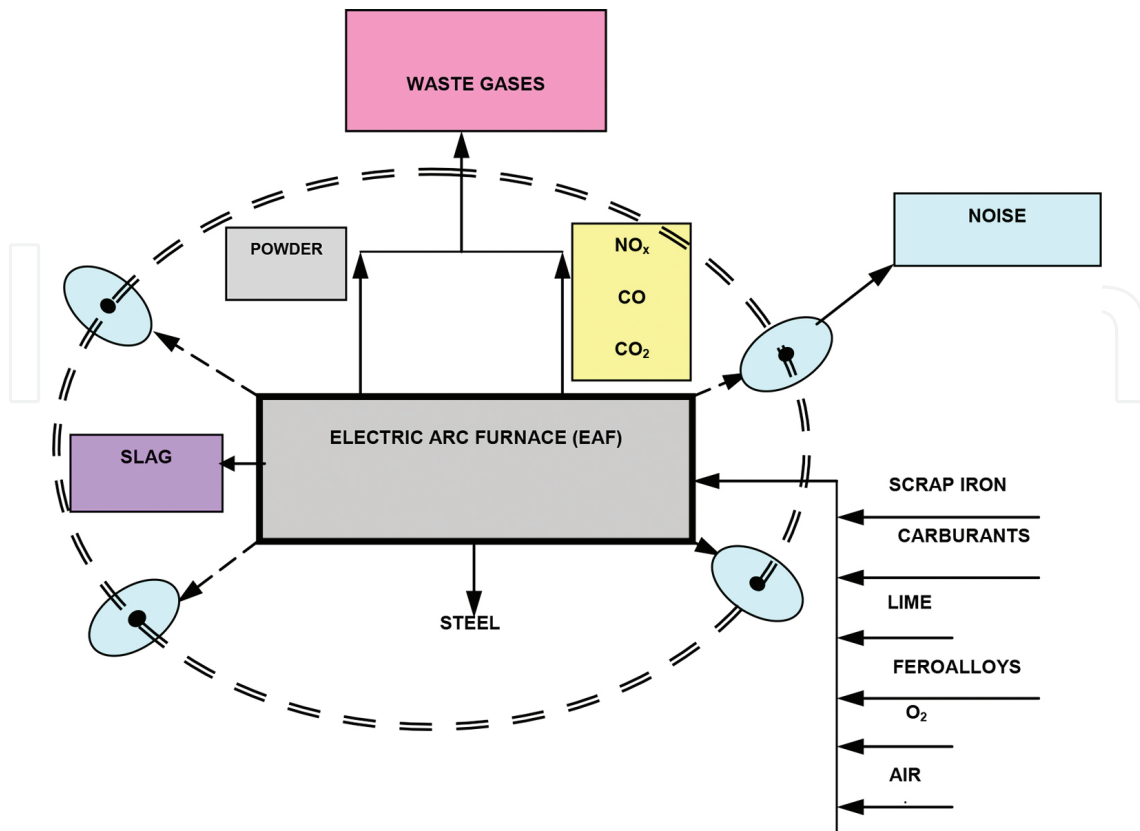 WASTE GASES
NOISE
POWDER
NOₓ
CO
CO₂
ELECTRIC ARC FURNACE (EAF)
SLAG
SCRAP IRON
CARBURANTS
LIME
STEEL
FEROALLOYS
O₂
AIR